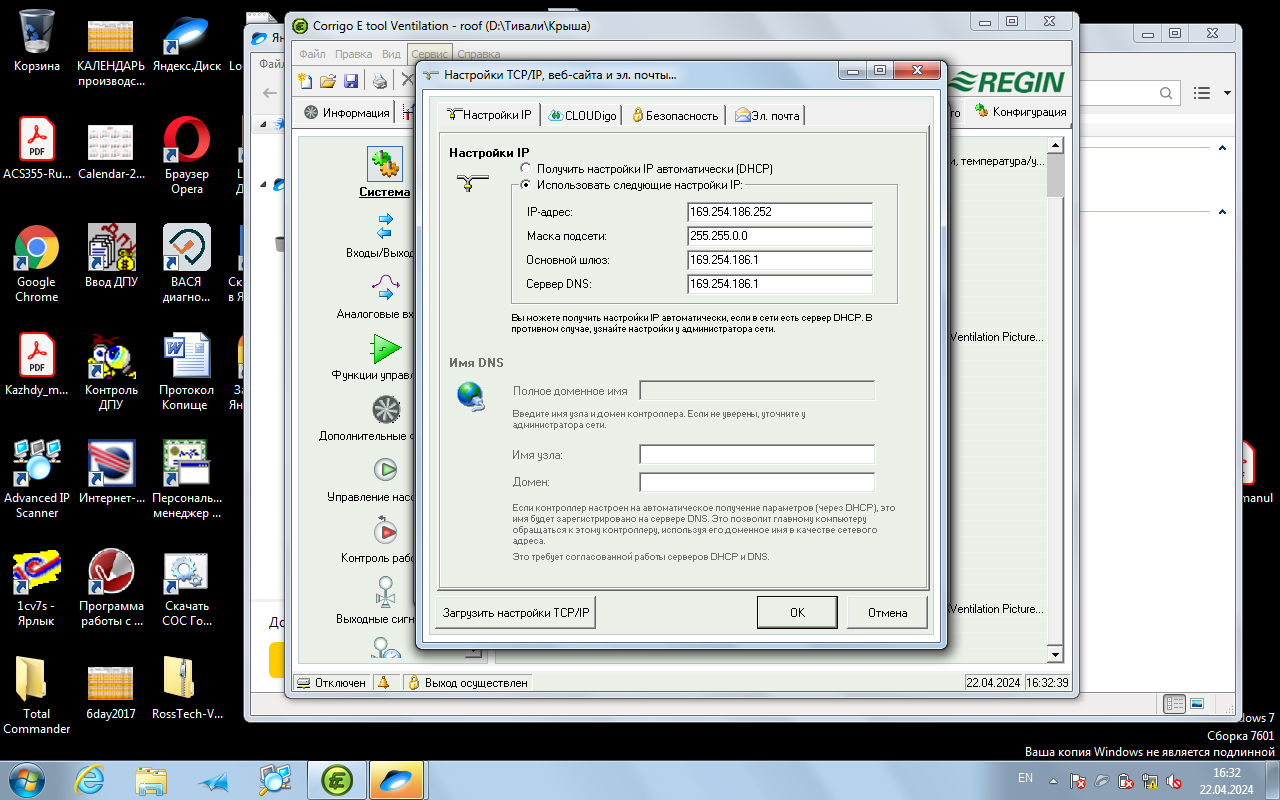 Корзина
КАЛЕНДАРЬ производс...
Яндекс.Диск
ACS355-Ru...
Calendar-2...
Браузер Opera
Google Chrome
Ввод ДПУ
ВАСЯ диагно...
Kazhdy_m...
Контроль ДПУ
Протокол Копище
Advanced IP Scanner
Интернет-...
Персональ... менеджер ...
1cv7s - Ярлык
Программа работы с ...
Скачать СОС Го...
Total Commander
6day2017
RossTech-V...
Corrigo E tool Ventilation - roof (D:\Тивали\Крыша)
Файл Правка Вид Сервис Справка
REGIN
Информация
Конфигурация
Система
Входы/Выход
Аналоговые вх
Функции управл
Дополнительные ф
Управление нас
Контроль рабо
Выходные сигн
и, температура/у...
Ventilation Picture...
Ventilation Picture...
Настройки TCP/IP, веб-сайта и эл. почты...
Настройки IP
CLOUDigo
Безопасность
Эл. почта
Настройки IP
Получить настройки IP автоматически (DHCP)
Использовать следующие настройки IP:
IP-адрес: 169.254.186.252
Маска подсети: 255.255.0.0
Основной шлюз: 169.254.186.1
Сервер DNS: 169.254.186.1
Вы можете получить настройки IP автоматически, если в сети есть сервер DHCP. В
противном случае, узнайте настройки у администратора сети.
Имя DNS
Полное доменное имя
Введите имя узла и домен контроллера. Если не уверены, уточните у
администратора сети.
Имя узла:
Домен:
Если контроллер настроен на автоматическое получение параметров (через DHCP), это
имя будет зарегистрировано на сервере DNS. Это позволит главному компьютеру
обращаться к этому контроллеру, используя его доменное имя в качестве сетевого
адреса.
Это требует согласованной работы серверов DHCP и DNS.
Загрузить настройки TCP/IP
OK
Отмена
Отключен
Выход осуществлен
22.04.2024 16:32:39
manul
dows 7
Сборка 7601
Ваша копия Windows не является подлинной
EN
16:32
22.04.2024